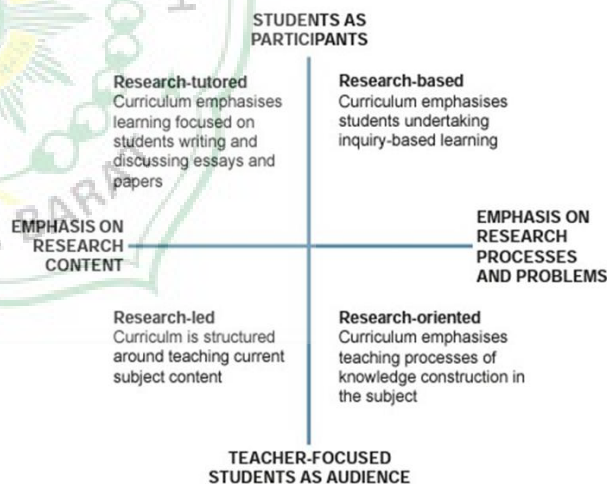 STUDENTS AS
PARTICIPANTS
Research-tutored
Curriculum emphasises
learning focused on
students writing and
discussing essays and
papers
Research-based
Curriculum emphasises
students undertaking
inquiry-based learning
EMPHASIS ON
RESEARCH
CONTENT
EMPHASIS ON
RESEARCH
PROCESSES
AND PROBLEMS
Research-led
Curriculm is structured
around teaching current
subject content
Research-oriented
Curriculum emphasises
teaching processes of
knowledge construction in
the subject
TEACHER-FOCUSED
STUDENTS AS AUDIENCE
BARAT